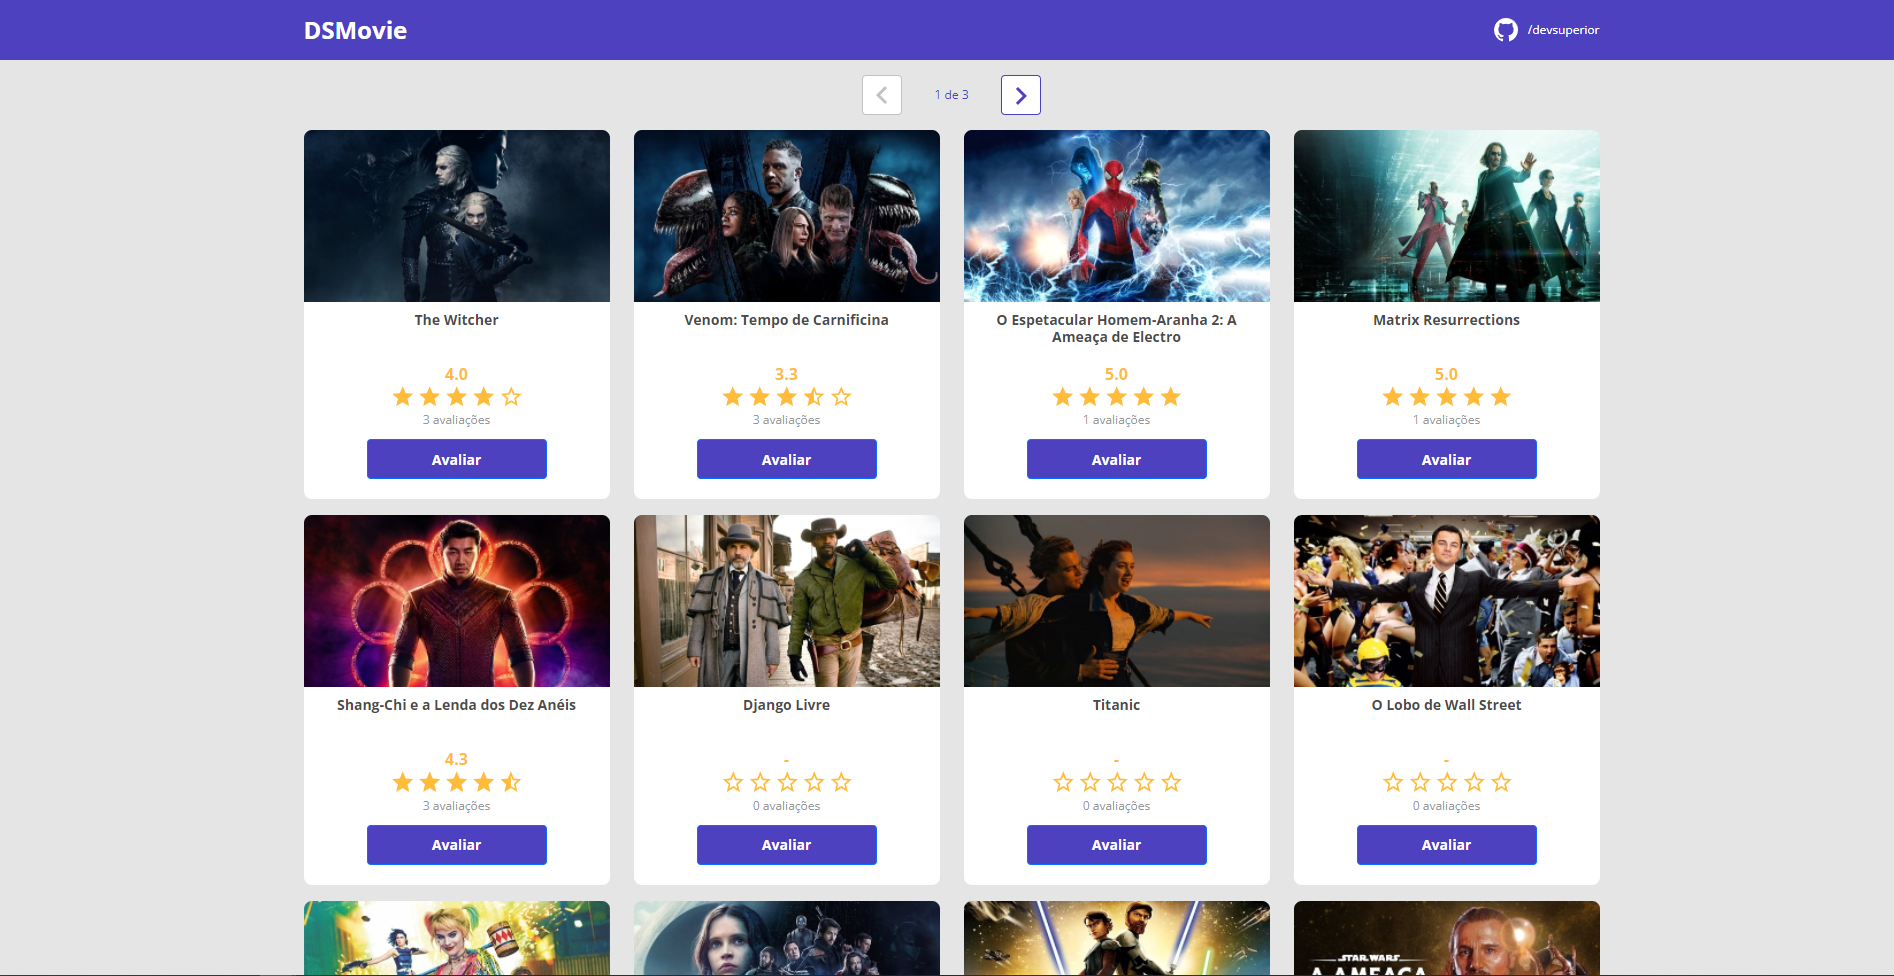 DSMovie
/devsuperior
1 de 3
The Witcher
Venom: Tempo de Carnificina
O Espetacular Homem-Aranha 2: A
Ameaça de Electro
Matrix Resurrections
4.0
3.3
5.0
5.0
3 avaliações
3 avaliações
1 avaliações
1 avaliações
Avaliar
Avaliar
Avaliar
Avaliar
Shang-Chi e a Lenda dos Dez Anéis
Django Livre
Titanic
O Lobo de Wall Street
4.3
-
-
-
3 avaliações
0 avaliações
0 avaliações
0 avaliações
Avaliar
Avaliar
Avaliar
Avaliar
STAR WARS
A AMEAÇA